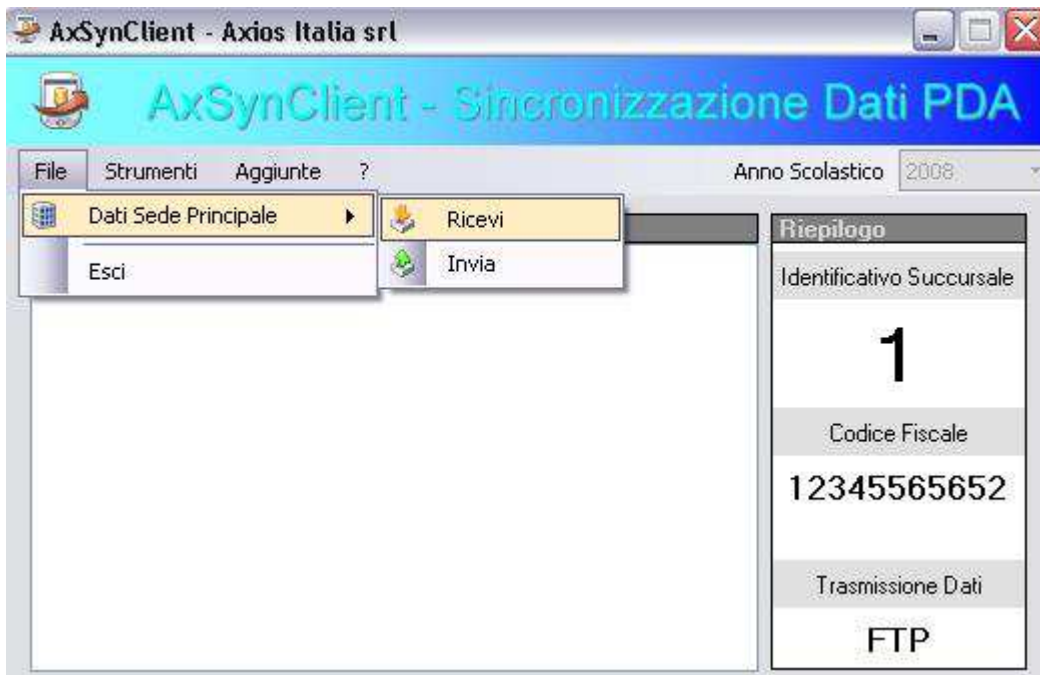 AxSynClient - Axios Italia srl
AxSynClient - Sincronizzazione Dati PDA
File Strumenti Aggiunte ? Anno Scolastico 2008
Dati Sede Principale Ricevi
Esci Invia
Riepilogo
Identificativo Succursale
1
Codice Fiscale
12345565652
Trasmissione Dati
FTP